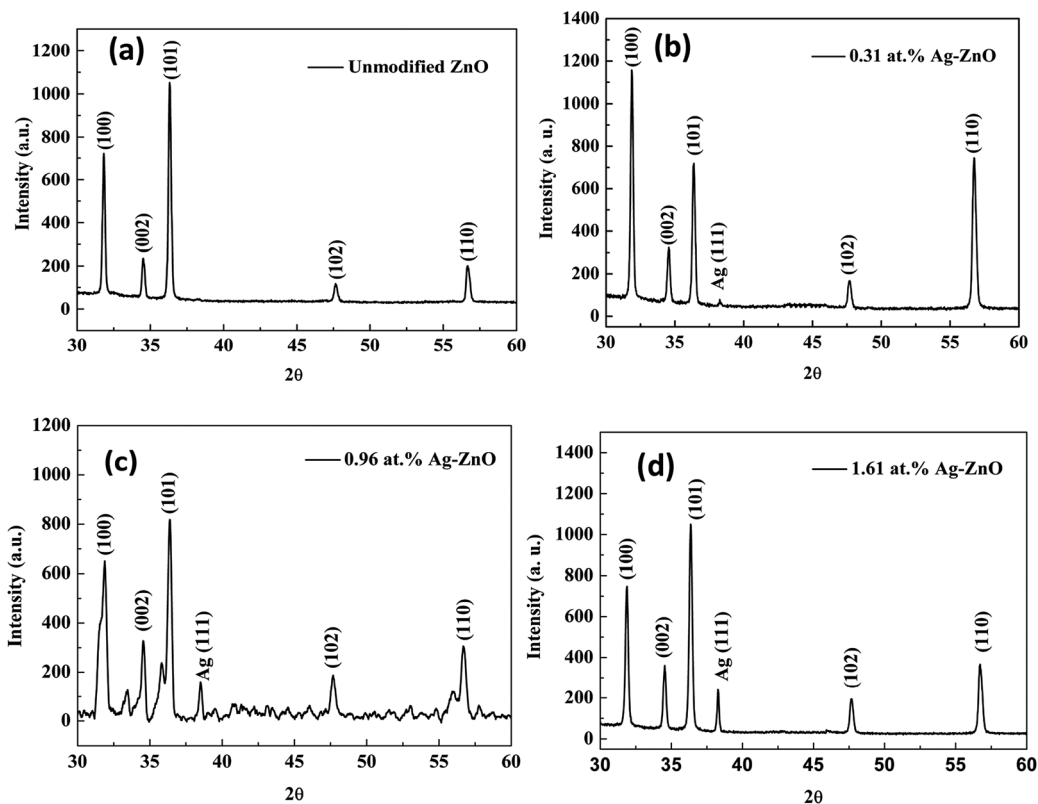 (a)
Unmodified ZnO
(100)
(002)
(101)
(102)
(110)
1200
1000
800
600
400
200
0
Intensity (a.u.)
30 35 40 45 50 55 60
2θ
(b)
0.31 at.% Ag-ZnO
(100)
(002)
(101)
Ag (111)
(102)
(110)
1400
1200
1000
800
600
400
200
0
Intensity (a. u.)
30 35 40 45 50 55 60
2θ
(c)
0.96 at.% Ag-ZnO
(100)
(002)
(101)
Ag (111)
(102)
(110)
1200
1000
800
600
400
200
0
Intensity (a.u.)
30 35 40 45 50 55 60
2θ
(d)
1.61 at.% Ag-ZnO
(100)
(002)
(101)
Ag (111)
(102)
(110)
1400
1200
1000
800
600
400
200
0
Intensity (a. u.)
30 35 40 45 50 55 60
2θ